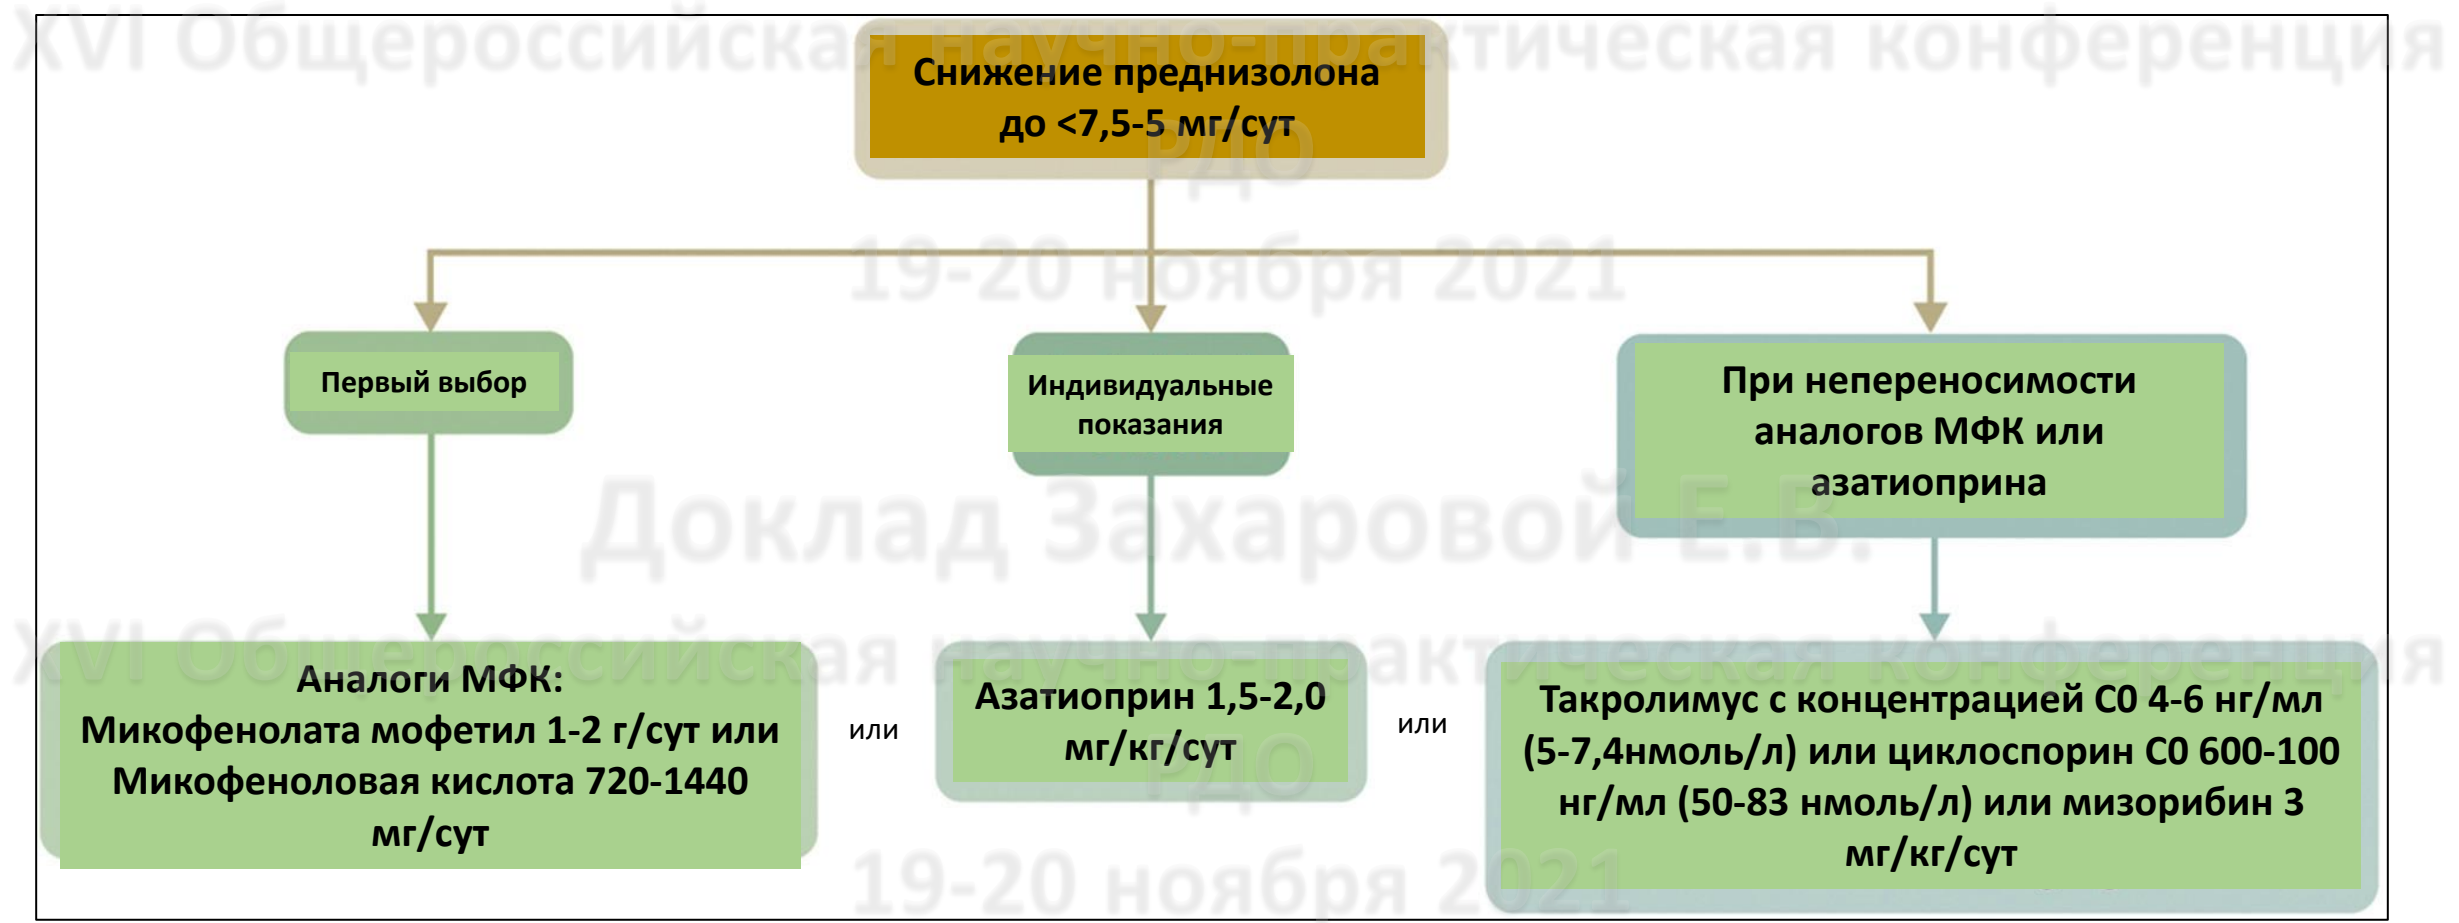 XVI Общероссийская научно-практическая конференция
Снижение преднизолона
до <7,5-5 мг/сут
РДО
19-20 ноября 2021
Первый выбор
Индивидуальные
показания
При непереносимости
аналогов МФК или
азатиоприна
Доклад Захаровой Е.В.
XVI Общероссийская научно-практическая конференция
Аналоги МФК:
Микофенолата мофетил 1-2 г/сут или
Микофеноловая кислота 720-1440
мг/сут
или
Азатиоприн 1,5-2,0
мг/кг/сут
или
Такролимус с концентрацией С0 4-6 нг/мл
(5-7,4нмоль/л) или циклоспорин С0 600-100
нг/мл (50-83 нмоль/л) или мизорибин 3
мг/кг/сут
РДО
19-20 ноября 2021